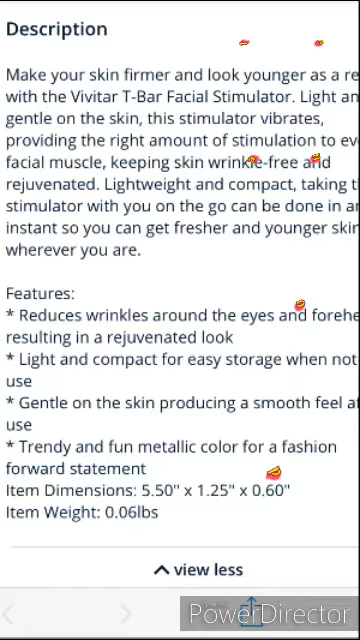 Description
Make your skin firmer and look younger as a re
with the Vivitar T-Bar Facial Stimulator. Light an
gentle on the skin, this stimulator vibrates,
providing the right amount of stimulation to ev
facial muscle, keeping skin wrinkle-free and
rejuvenated. Lightweight and compact, taking t
stimulator with you on the go can be done in an
instant so you can get fresher and younger skin
wherever you are.
Features:
* Reduces wrinkles around the eyes and forehe
resulting in a rejuvenated look
* Light and compact for easy storage when not
use
* Gentle on the skin producing a smooth feel af
use
* Trendy and fun metallic color for a fashion
forward statement
Item Dimensions: 5.50" x 1.25" x 0.60"
Item Weight: 0.06lbs
view less
PowerDirector